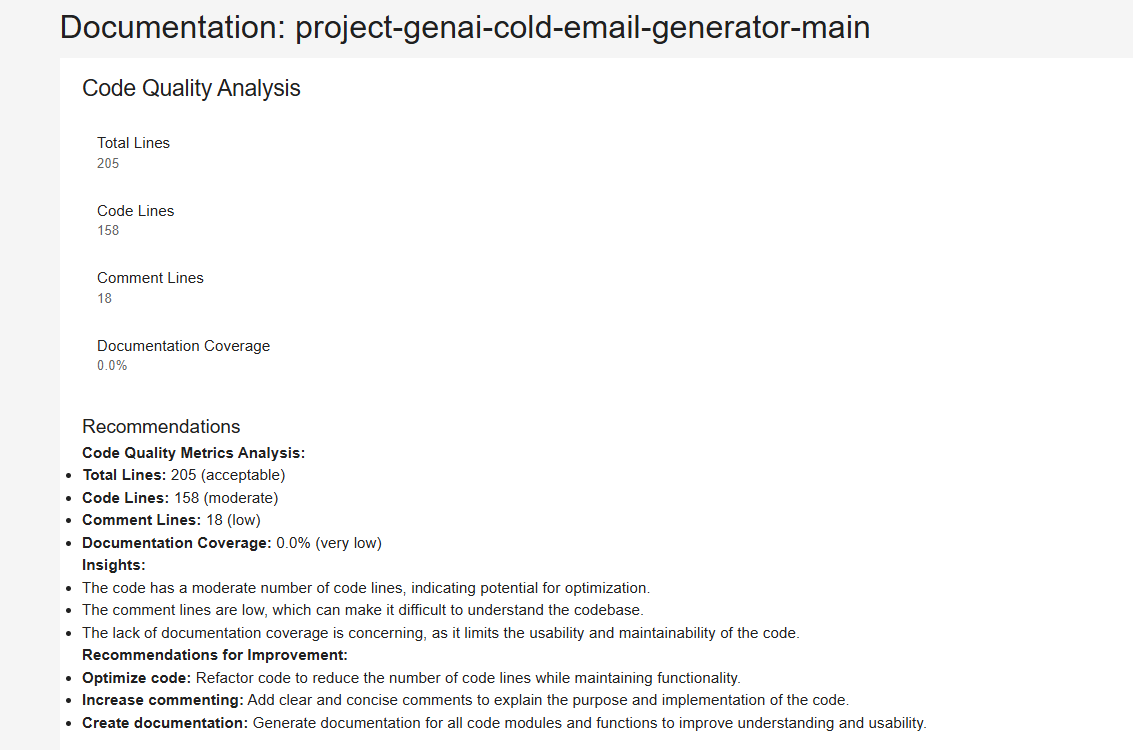 Documentation: project-genai-cold-email-generator-main
Code Quality Analysis
Total Lines
205
Code Lines
158
Comment Lines
18
Documentation Coverage
0.0%
Recommendations
Code Quality Metrics Analysis:
• Total Lines: 205 (acceptable)
• Code Lines: 158 (moderate)
• Comment Lines: 18 (low)
• Documentation Coverage: 0.0% (very low)
Insights:
• The code has a moderate number of code lines, indicating potential for optimization.
• The comment lines are low, which can make it difficult to understand the codebase.
• The lack of documentation coverage is concerning, as it limits the usability and maintainability of the code.
Recommendations for Improvement:
• Optimize code: Refactor code to reduce the number of code lines while maintaining functionality.
• Increase commenting: Add clear and concise comments to explain the purpose and implementation of the code.
• Create documentation: Generate documentation for all code modules and functions to improve understanding and usability.